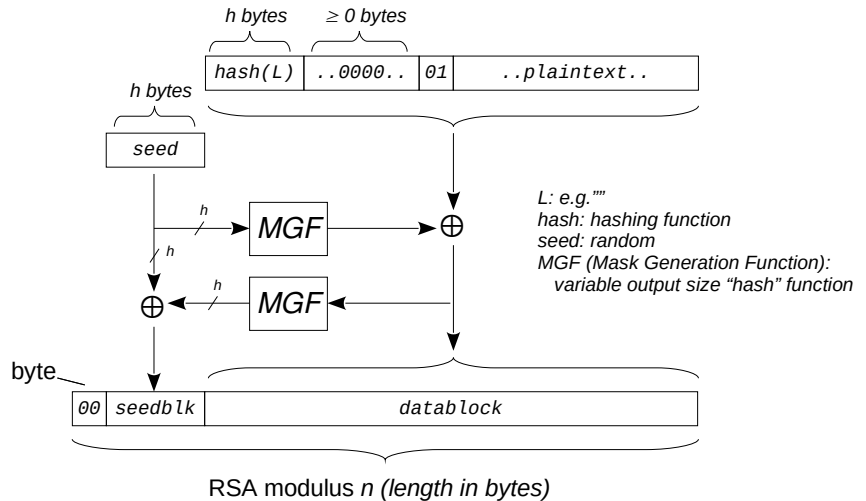 h bytes
≥ 0 bytes
hash(L)
..0000..
01
..plaintext..
h bytes
seed
h
MGF
⊕
L: e.g.""
hash: hashing function
seed: random
MGF (Mask Generation Function):
variable output size “hash” function
h
⊕
h
MGF
byte
00
seedblk
datablock
RSA modulus n (length in bytes)